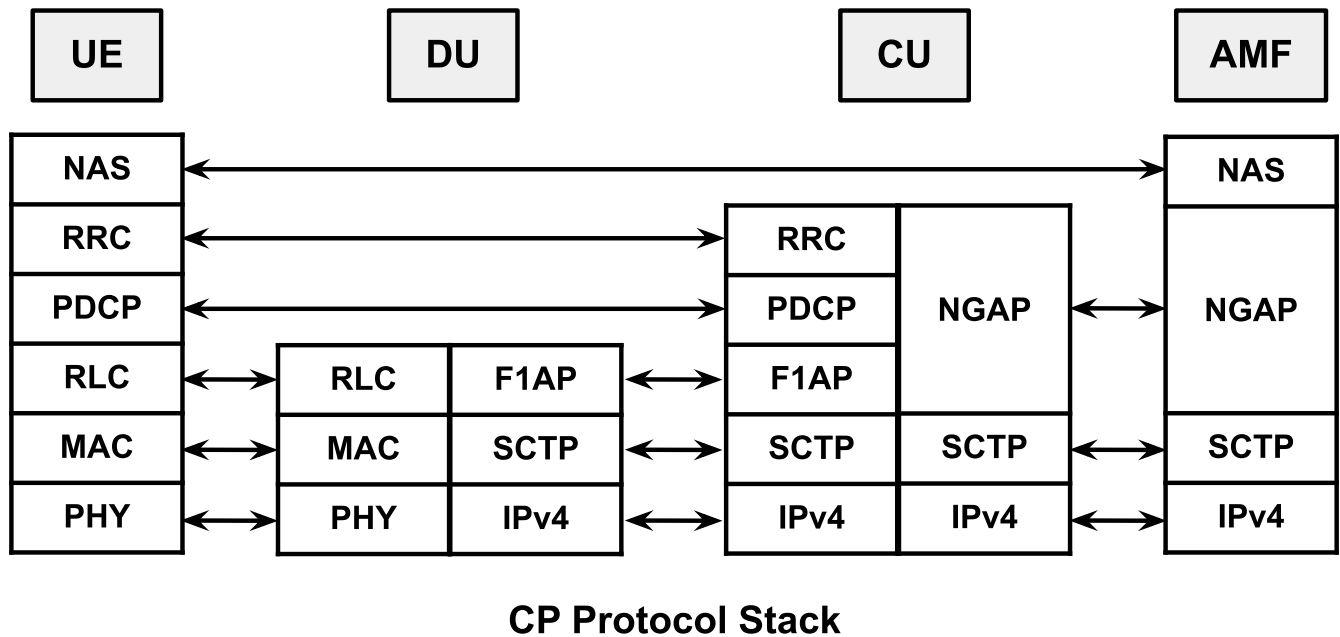 UE DU CU AMF
NAS NAS
RRC RRC
PDCP PDCP NGAP NGAP
RLC RLC F1AP F1AP
MAC MAC SCTP SCTP SCTP SCTP
PHY PHY IPv4 IPv4 IPv4 IPv4
CP Protocol Stack